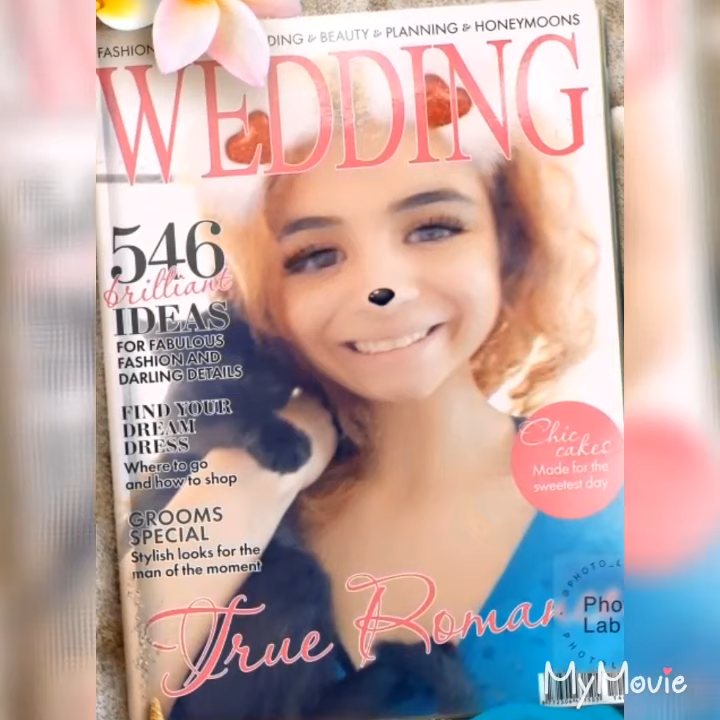 FASHION DING & BEAUTY & PLANNING & HONEYMOONS
WEDDING
546
brilliant
IDEAS
FOR FABULOUS
FASHION AND
DARLING DETAILS
FIND YOUR
DREAM
DRESS
Where to go
and how to shop
GROOMS
SPECIAL
Stylish looks for the
man of the moment
Chic
cakes
Made for the
sweetest day
True Roman
Pho
Lab
MyMovie